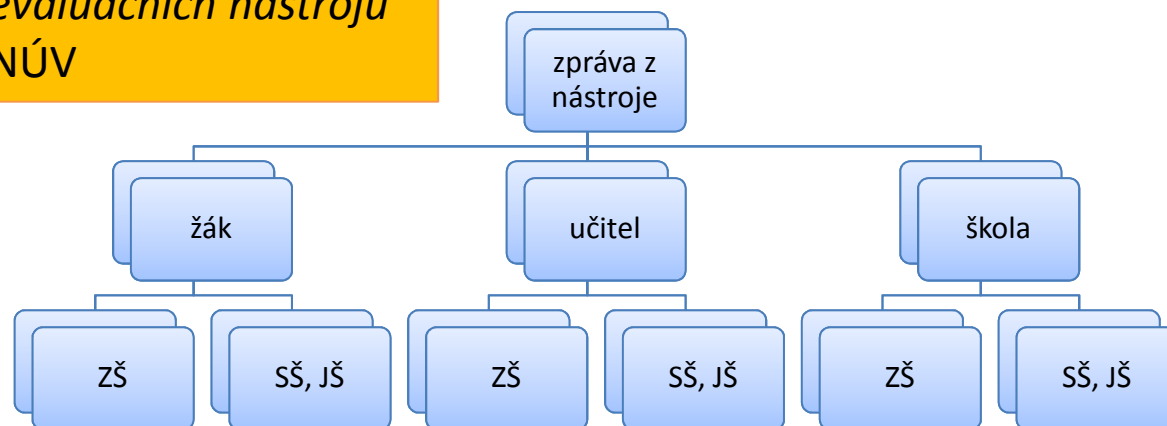 evaluačních nástrojů
NÚV
zpráva z
nástroje
žák
učitel
škola
ZŠ
SŠ, JŠ
ZŠ
SŠ, JŠ
ZŠ
SŠ, JŠ